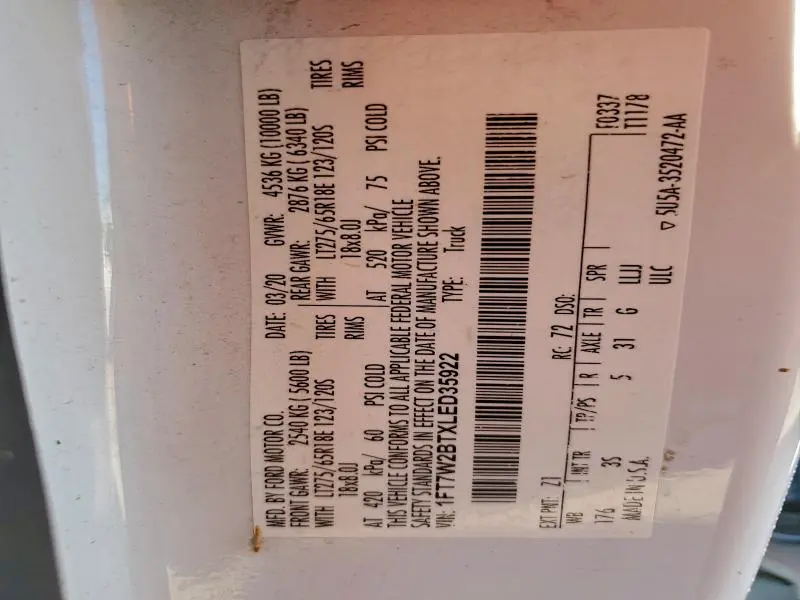 MFD. BY FORD MOTOR CO.
DATE: 03/20 GVWR: 4536 KG (10000 LB)
FRONT GAWR: 2540 KG ( 5600 LB) REAR GAWR: 2876 KG ( 6340 LB)
WITH LT275/65R18E 123/120S TIRES WITH LT275/65R18E 123/120S TIRES
18x8.0J RIMS 18x8.0J RIMS
AT 420 kPa/ 60 PSI COLD AT 520 kPa/ 75 PSI COLD
THIS VEHICLE CONFORMS TO ALL APPLICABLE FEDERAL MOTOR VEHICLE
SAFETY STANDARDS IN EFFECT ON THE DATE OF MANUFACTURE SHOWN ABOVE.
VIN: 1FT7W2BTXLED35922 TYPE: Truck
EXT PNT: Z1 RC: 72 DSO:
WB INT TR TP/PS R AXLE TR SPR F0337
176 3S 5 31 G LLJJ T1178
MADE IN U.S.A. ULC
▽ 5U5A-3520472-AA